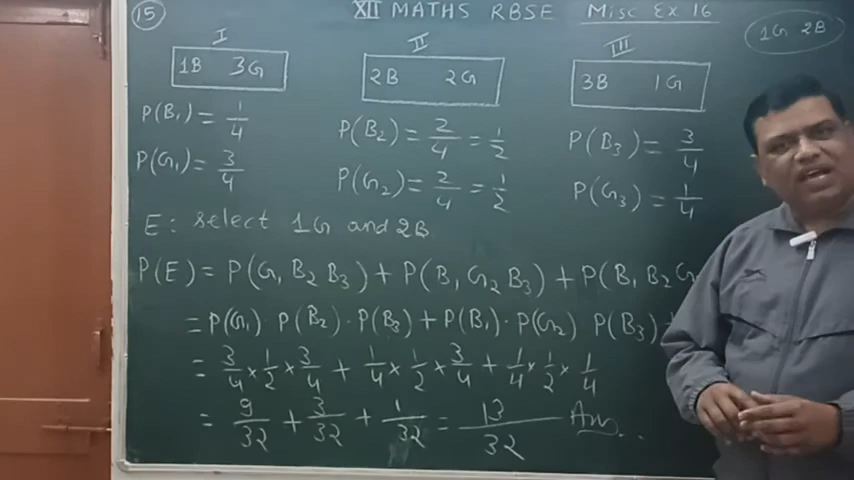 15 XII MATHS RBSE Misc Ex 16
1G 2B
I II III
1B 3G 2B 2G 3B 1G
P(B₁) = 1/4 P(B₂) = 2/4 = 1/2 P(B₃) = 3/4
P(G₁) = 3/4 P(G₂) = 2/4 = 1/2 P(G₃) = 1/4
E: select 1G and 2B
P(E) = P(G₁ B₂ B₃) + P(B₁ G₂ B₃) + P(B₁ B₂ G
= P(G₁) · P(B₂) · P(B₃) + P(B₁) · P(G₂) P(B₃) +
= 3/4 × 1/2 × 3/4 + 1/4 × 1/2 × 3/4 + 1/4 × 1/2 × 1/4
= 9/32 + 3/32 + 1/32 = 13/32 Ans...